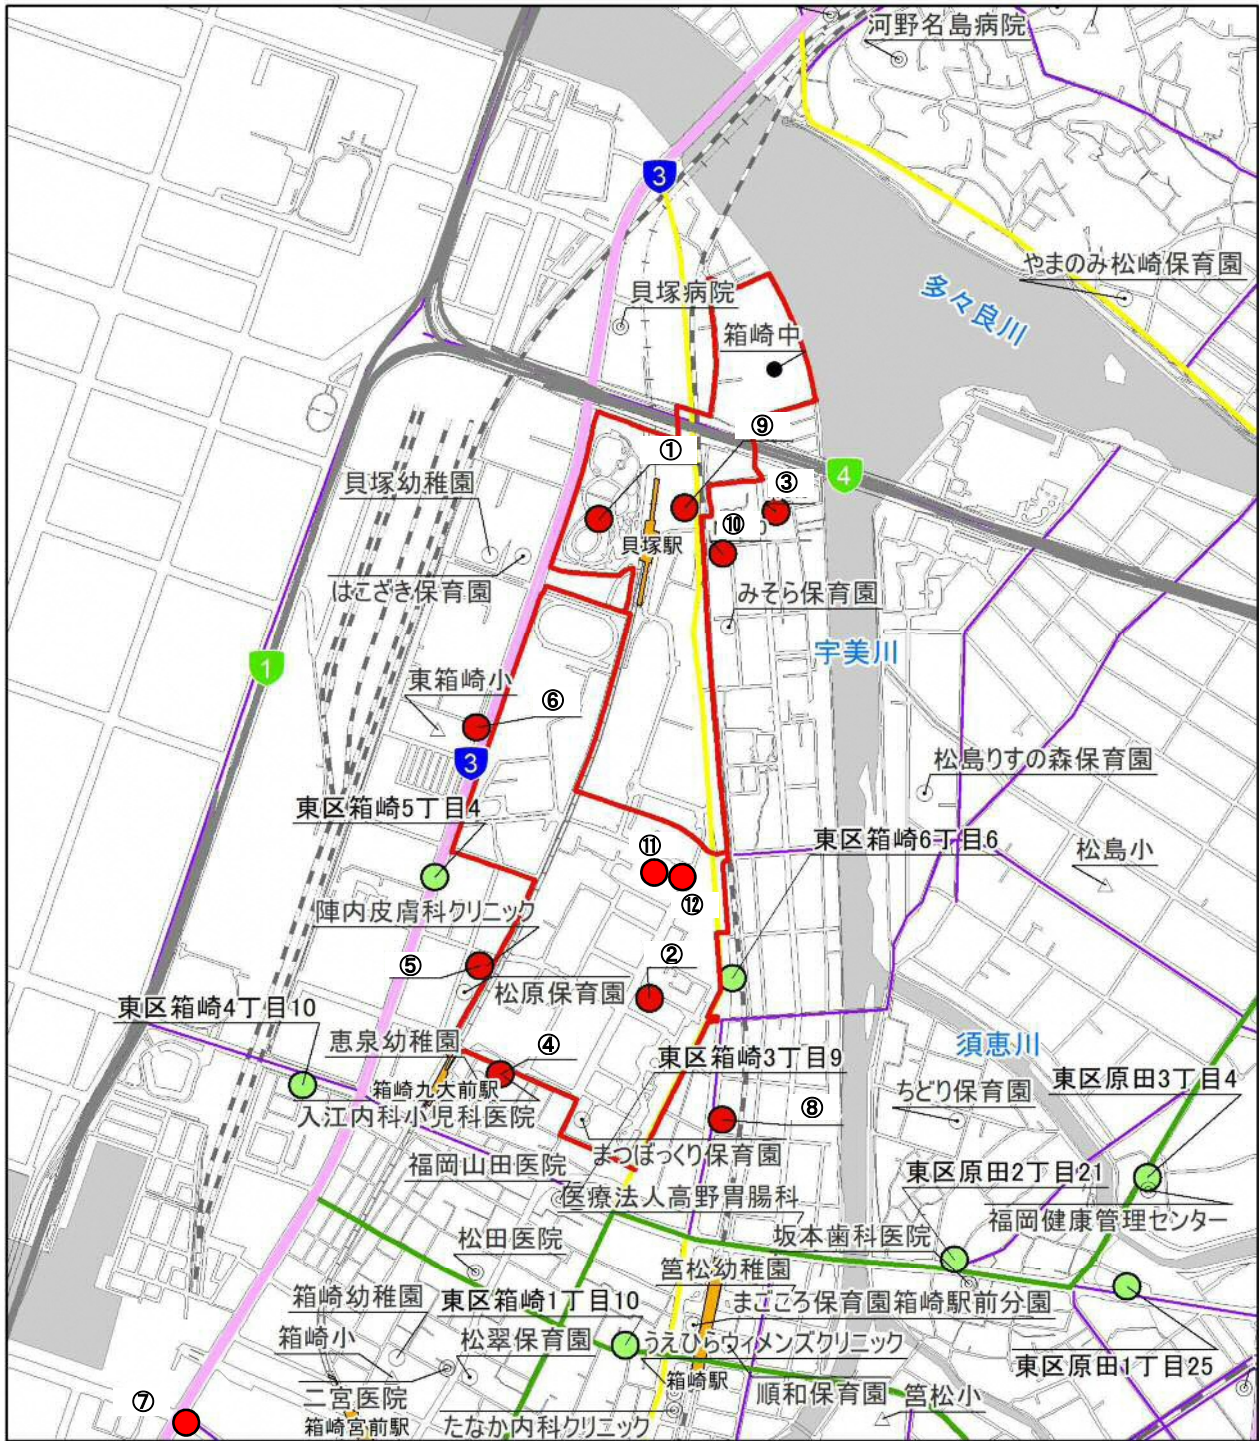 河野名島病院
3
やまのみ松崎保育園
多々良川
貝塚病院
箱崎中
⑨
①
4
③
貝塚幼稚園
⑩
貝塚駅
はこざき保育園
みそら保育園
宇美川
1
東箱崎小
⑥
3
松島りすの森保育園
東区箱崎5丁目4
東区箱崎6丁目6
松島小
⑪
⑫
陣内皮膚科クリニック
②
⑤
松原保育園
東区箱崎4丁目10
恵泉幼稚園
④
須恵川
東区箱崎3丁目9
東区原田3丁目4
箱崎九大前駅
ちどり保育園
入江内科小児科医院
⑧
まつぼっくり保育園
福岡山田医院
東区原田2丁目21
医療法人高野胃腸科
福岡健康管理センター
坂本歯科医院
松田医院
筥松幼稚園
箱崎幼稚園
東区箱崎1丁目10
まごころ保育園箱崎駅前分園
箱崎小
松翠保育園
うえひらウィメンズクリニック
東区原田1丁目25
箱崎駅
二宮医院
順和保育園
筥松小
⑦
箱崎宮前駅
たなか内科クリニック